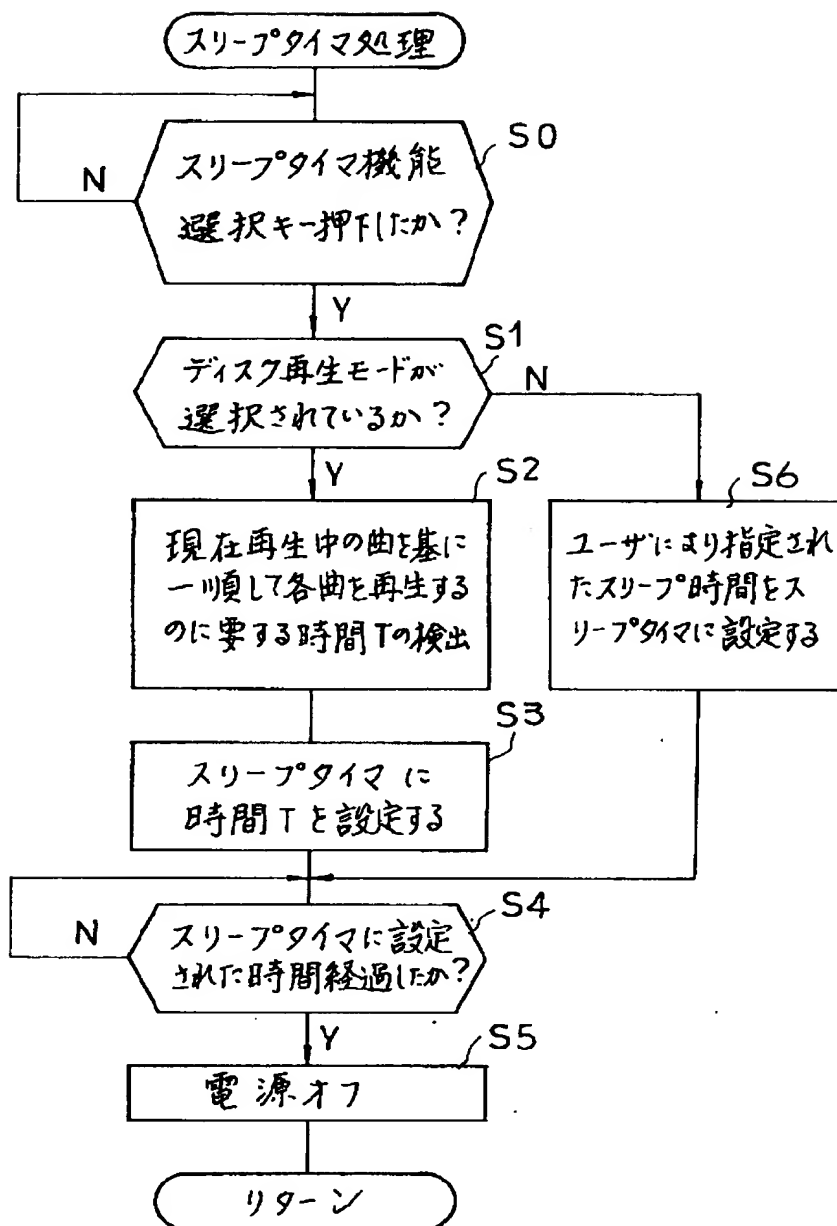 スリープタイマ処理
S0
スリープタイマ機能
選択キー押下したか?
N
Y
S1
ディスク再生モードが
選択されているか?
N
Y
S2
現在再生中の曲を基に
一順して各曲を再生する
のに要する時間Tの検出
S6
ユーザにより指定され
たスリープ時間をス
リープタイマに設定する
S3
スリープタイマに
時間Tを設定する
S4
スリープタイマに設定
された時間経過したか?
N
Y
S5
電源オフ
リターン